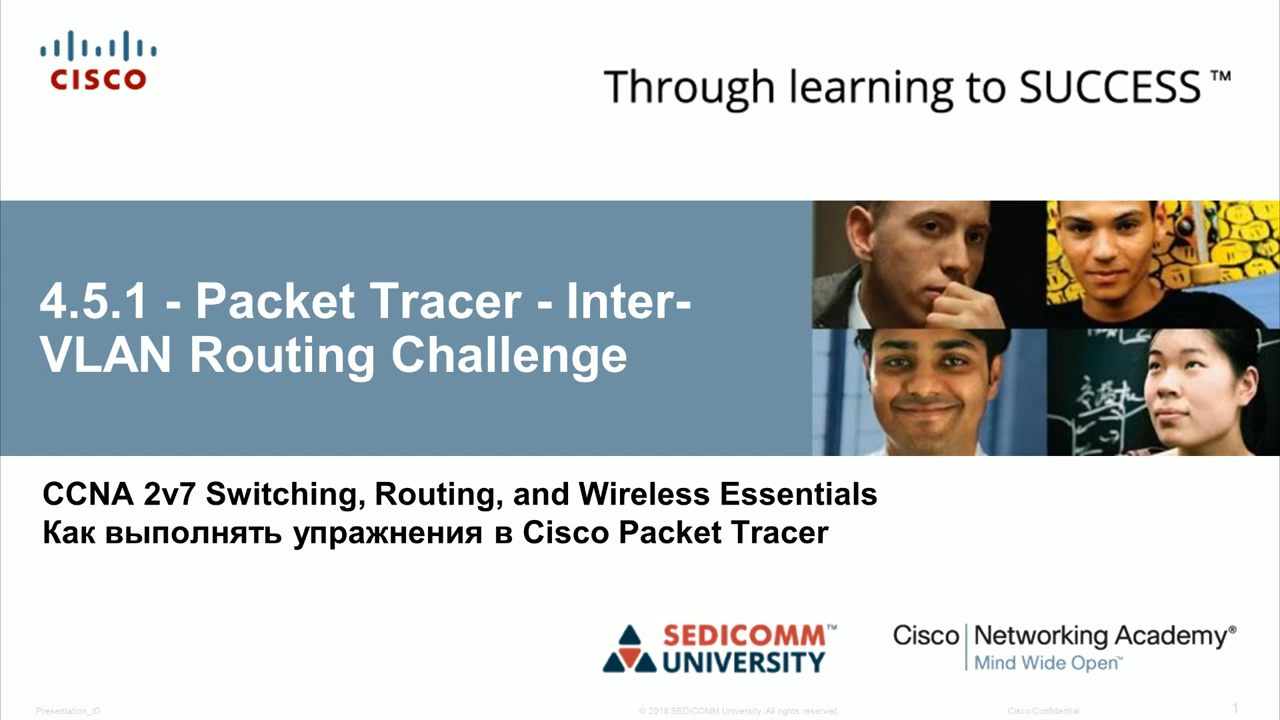 CISCO
Through learning to SUCCESS™
4.5.1 - Packet Tracer - Inter-
VLAN Routing Challenge
CCNA 2v7 Switching, Routing, and Wireless Essentials
Как выполнять упражнения в Cisco Packet Tracer
SEDICOMM™
UNIVERSITY
Cisco Networking Academy®
Mind Wide Open™
Presentation_ID
© 2018 SEDICOMM University. All rights reserved.
Cisco Confidential
1